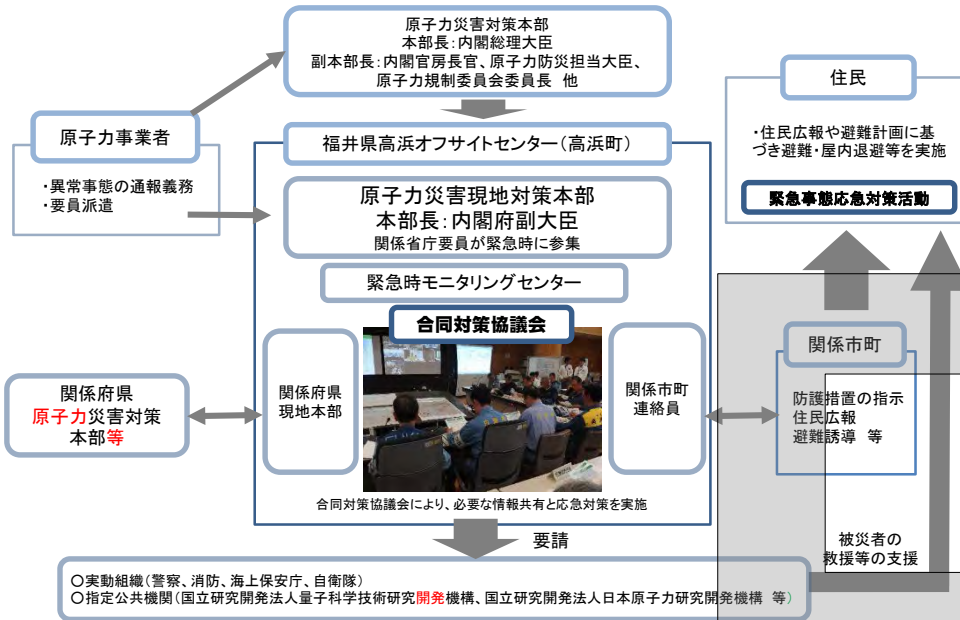 原子力災害対策本部
本部長：内閣総理大臣
副本部長：内閣官房長官、原子力防災担当大臣、
原子力規制委員会委員長 他
原子力事業者
・異常事態の通報義務
・要員派遣
福井県高浜オフサイトセンター（高浜町）
原子力災害現地対策本部
本部長：内閣府副大臣
関係省庁要員が緊急時に参集
緊急時モニタリングセンター
合同対策協議会
関係府県
現地本部
関係市町
連絡員
合同対策協議会により、必要な情報共有と応急対策を実施
関係府県
原子力災害対策
本部等
住民
・住民広報や避難計画に基
づき避難・屋内退避等を実施
緊急事態応急対策活動
関係市町
防護措置の指示
住民広報
避難誘導 等
被災者の
救援等の支援
要請
○実動組織（警察、消防、海上保安庁、自衛隊）
○指定公共機関（国立研究開発法人量子科学技術研究開発機構、国立研究開発法人日本原子力研究開発機構 等）